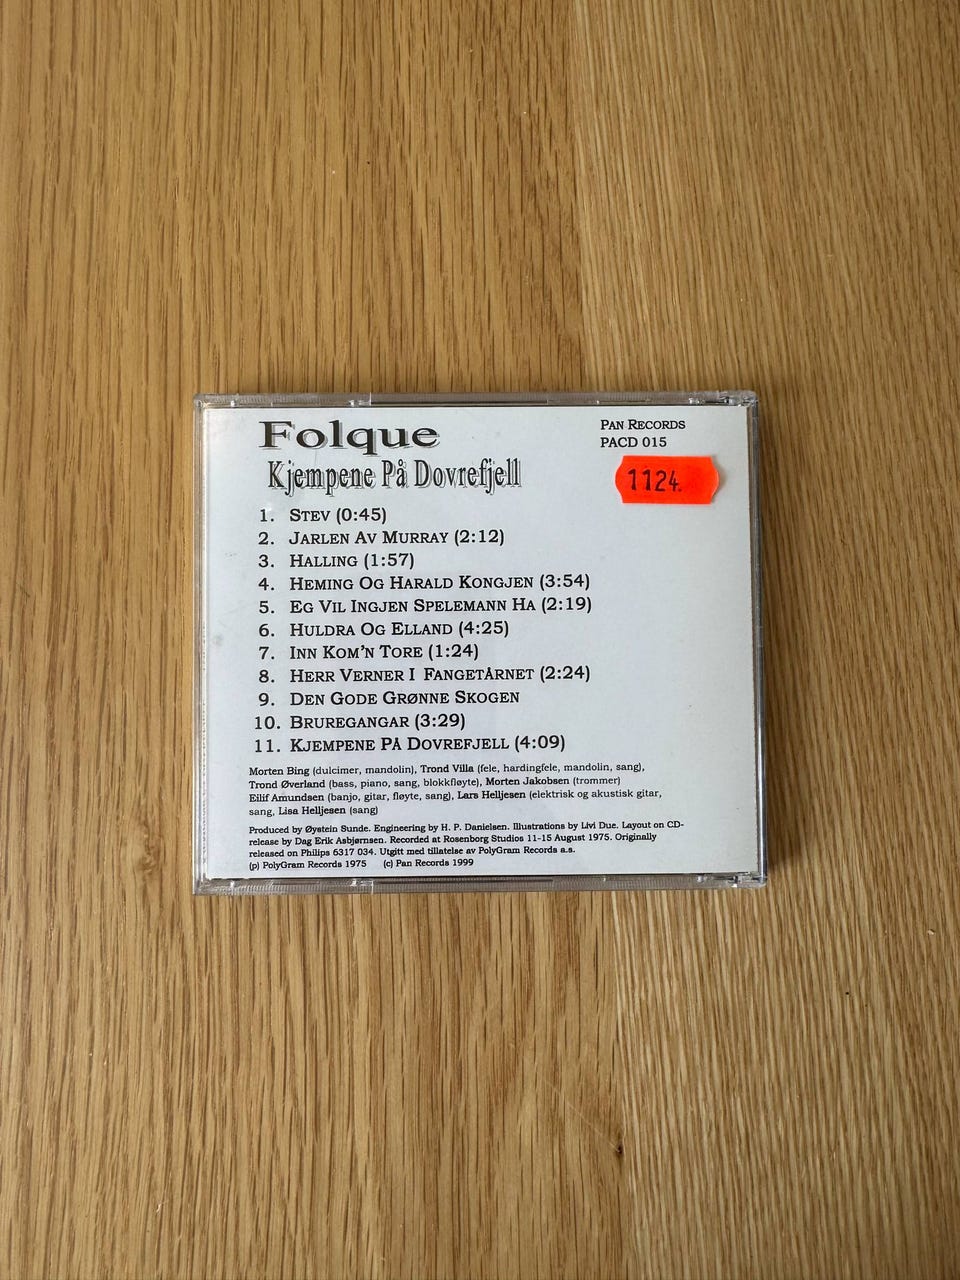 Folque
Kjempene På Dovrefjell
PAN RECORDS
PACD 015
1124.
1. STEV (0:45)
2. JARLEN AV MURRAY (2:12)
3. HALLING (1:57)
4. HEMING OG HARALD KONGJEN (3:54)
5. EG VIL INGJEN SPELEMANN HA (2:19)
6. HULDRA OG ELLAND (4:25)
7. INN KOM'N TORE (1:24)
8. HERR VERNER I FANGETÅRNET (2:24)
9. DEN GODE GRØNNE SKOGEN
10. BRUREGANGAR (3:29)
11. KJEMPENE PÅ DOVREFJELL (4:09)
Morten Bing (dulcimer, mandolin), Trond Villa (fele, hardingfele, mandolin, sang),
Trond Øverland (bass, piano, sang, blokkfløyte), Morten Jakobsen (trommer)
Eilif Amundsen (banjo, gitar, fløyte, sang), Lars Helljesen (elektrisk og akustisk gitar,
sang, Lisa Helljesen (sang)
Produced by Øystein Sunde. Engineering by H. P. Danielsen. Illustrations by Livi Due. Layout on CD-
release by Dag Erik Asbjørnsen. Recorded at Rosenborg Studios 11-15 August 1975. Originally
released on Philips 6317 034. Utgitt med tillatelse av PolyGram Records a.s.
(p) PolyGram Records 1975 (c) Pan Records 1999